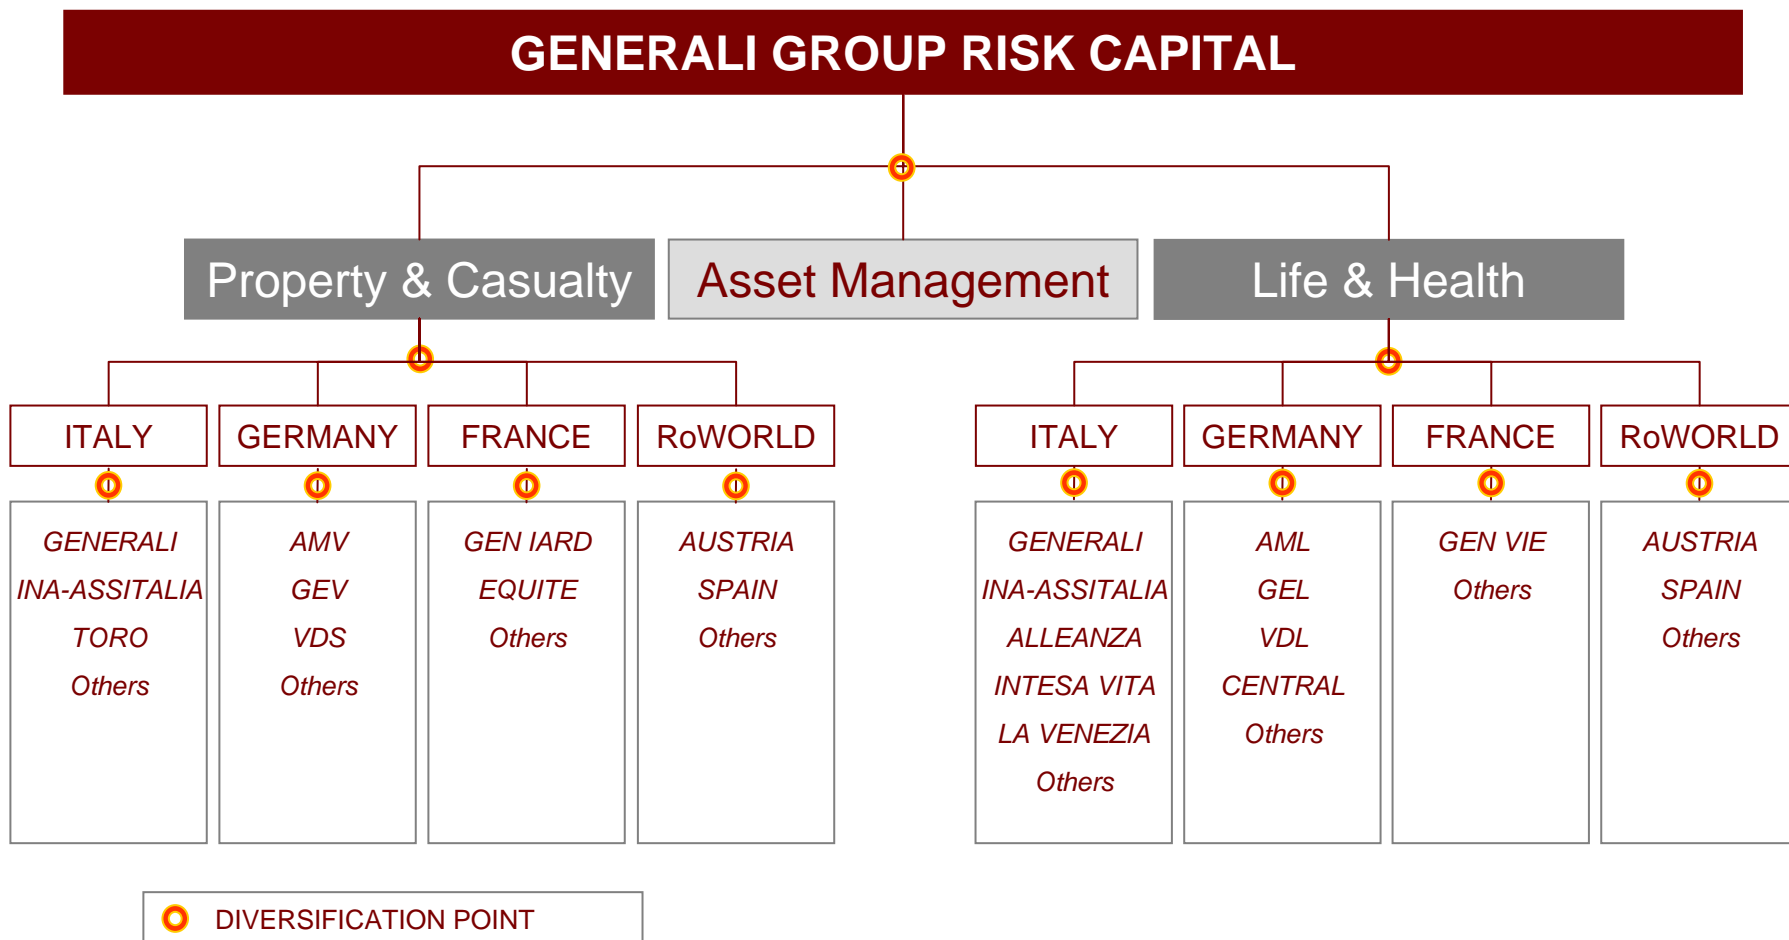 GENERALI GROUP RISK CAPITAL
Property & Casualty
Asset Management
Life & Health
ITALY
GERMANY
FRANCE
RoWORLD
ITALY
GERMANY
FRANCE
RoWORLD
GENERALI
INA-ASSITALIA
TORO
Others
AMV
GEV
VDS
Others
GEN IARD
EQUITE
Others
AUSTRIA
SPAIN
Others
GENERALI
INA-ASSITALIA
ALLEANZA
INTESA VITA
LA VENEZIA
Others
AML
GEL
VDL
CENTRAL
Others
GEN VIE
Others
AUSTRIA
SPAIN
Others
DIVERSIFICATION POINT